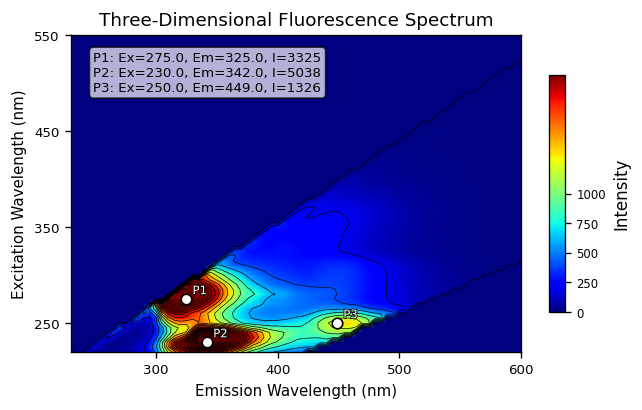 Three-Dimensional Fluorescence Spectrum
P1: Ex=275.0, Em=325.0, I=3325
P2: Ex=230.0, Em=342.0, I=5038
P3: Ex=250.0, Em=449.0, I=1326
550
450
350
250
Excitation Wavelength (nm)
P1
P2
P3
300
400
500
600
Emission Wavelength (nm)
1000
750
500
250
0
Intensity